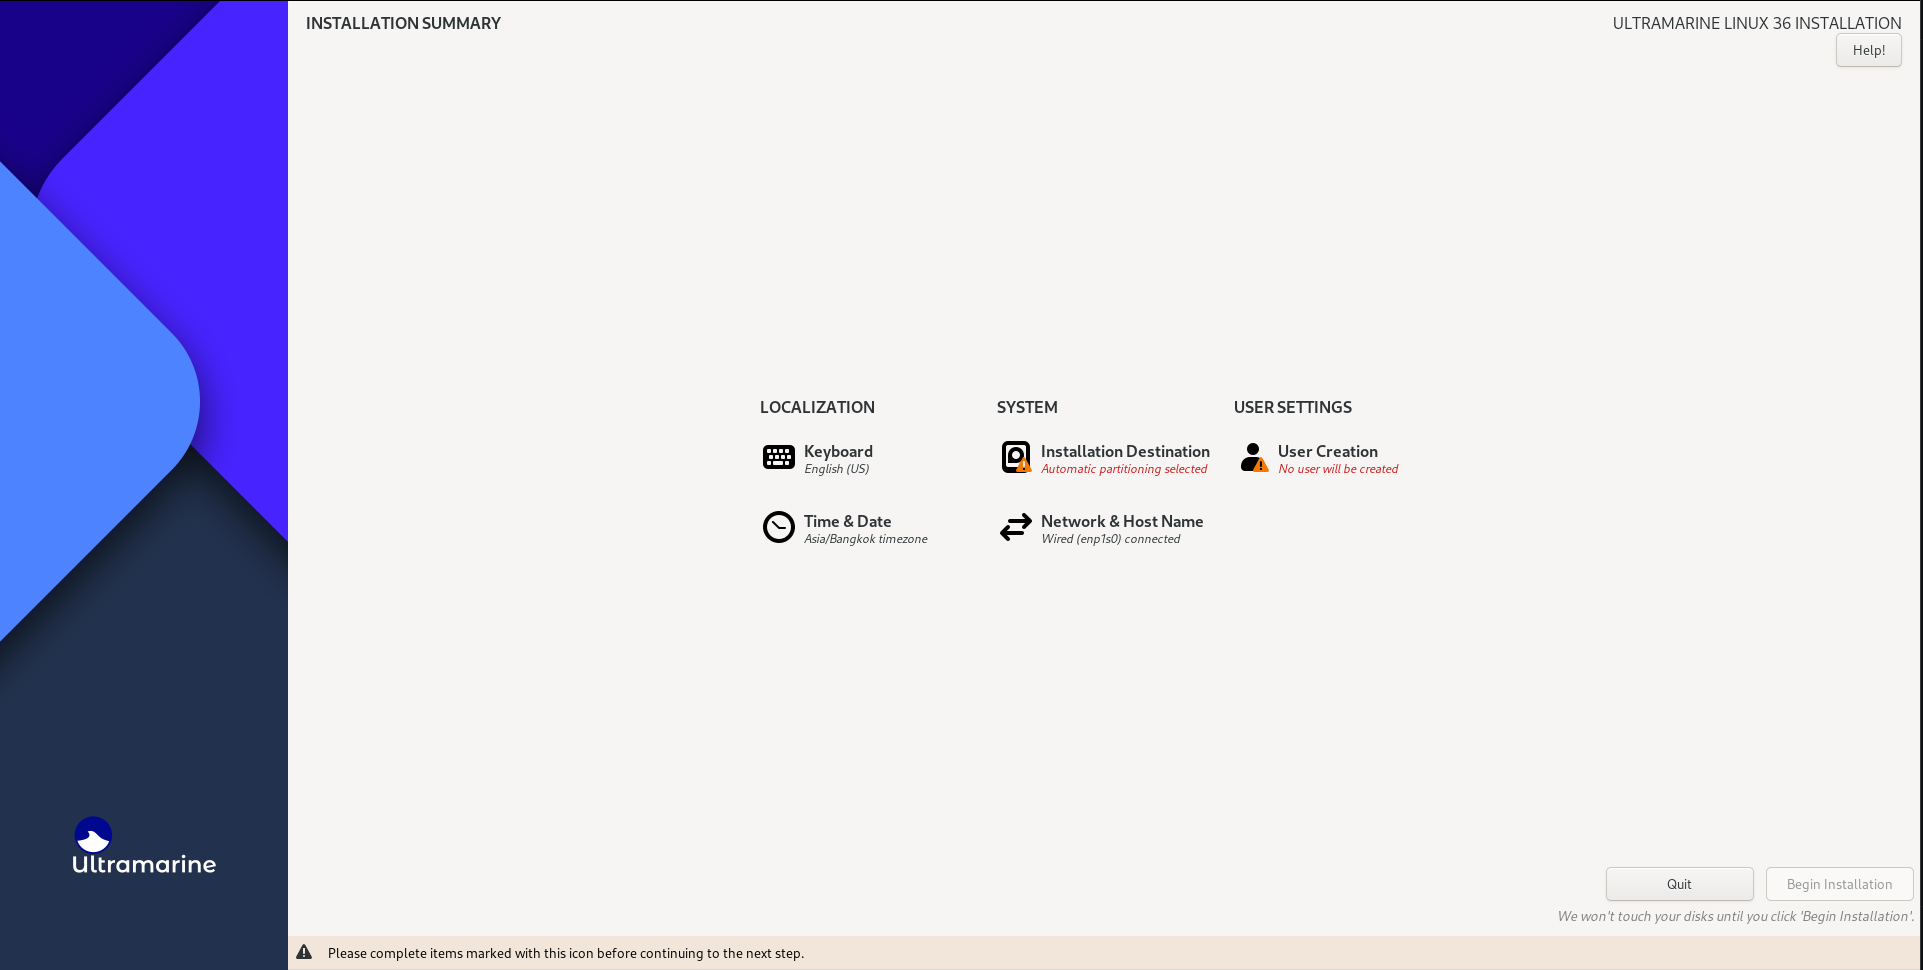 INSTALLATION SUMMARY
ULTRAMARINE LINUX 36 INSTALLATION
Help!
LOCALIZATION
Keyboard
English (US)
Time & Date
Asia/Bangkok timezone
SYSTEM
Installation Destination
Automatic partitioning selected
Network & Host Name
Wired (enp1s0) connected
USER SETTINGS
User Creation
No user will be created
Ultramarine
Quit
Begin Installation
We won't touch your disks until you click 'Begin Installation'.
Please complete items marked with this icon before continuing to the next step.